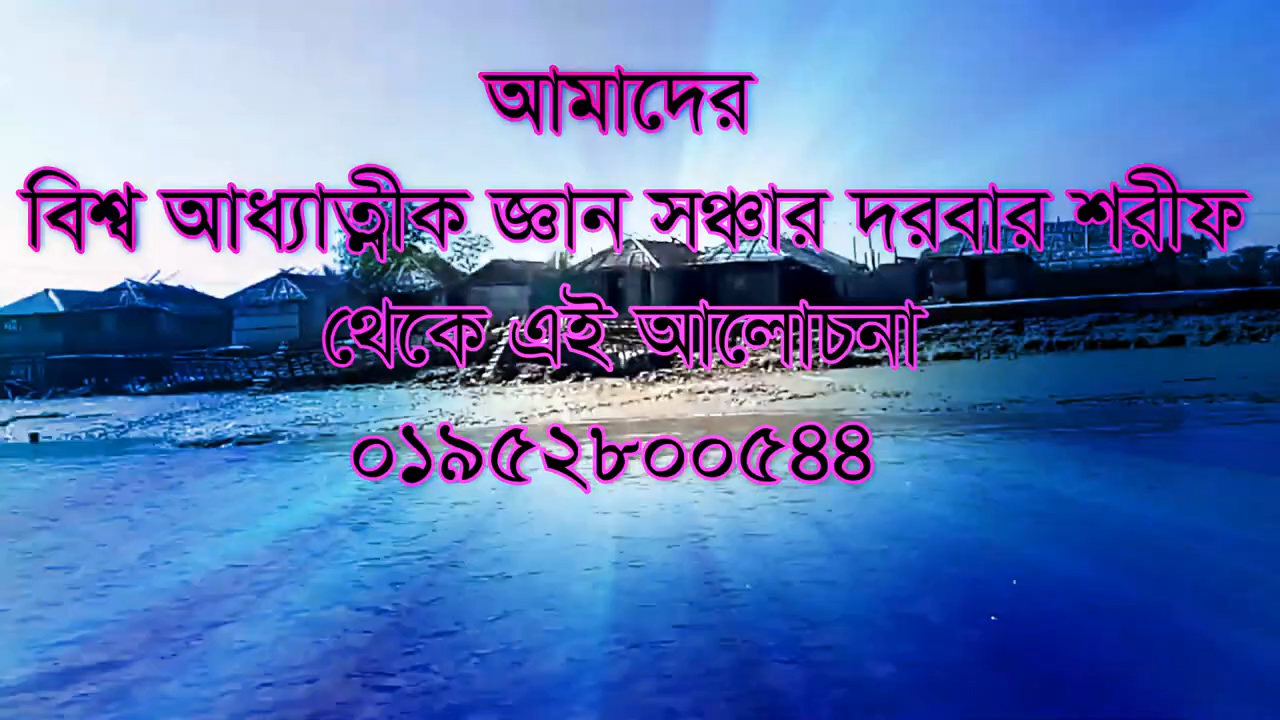 আমাদের
বিশ্ব আধ্যাত্নীক জ্ঞান সঞ্চার দরবার শরীফ
থেকে এই আলোচনা
০১৯৫২৮০০৫৪৪